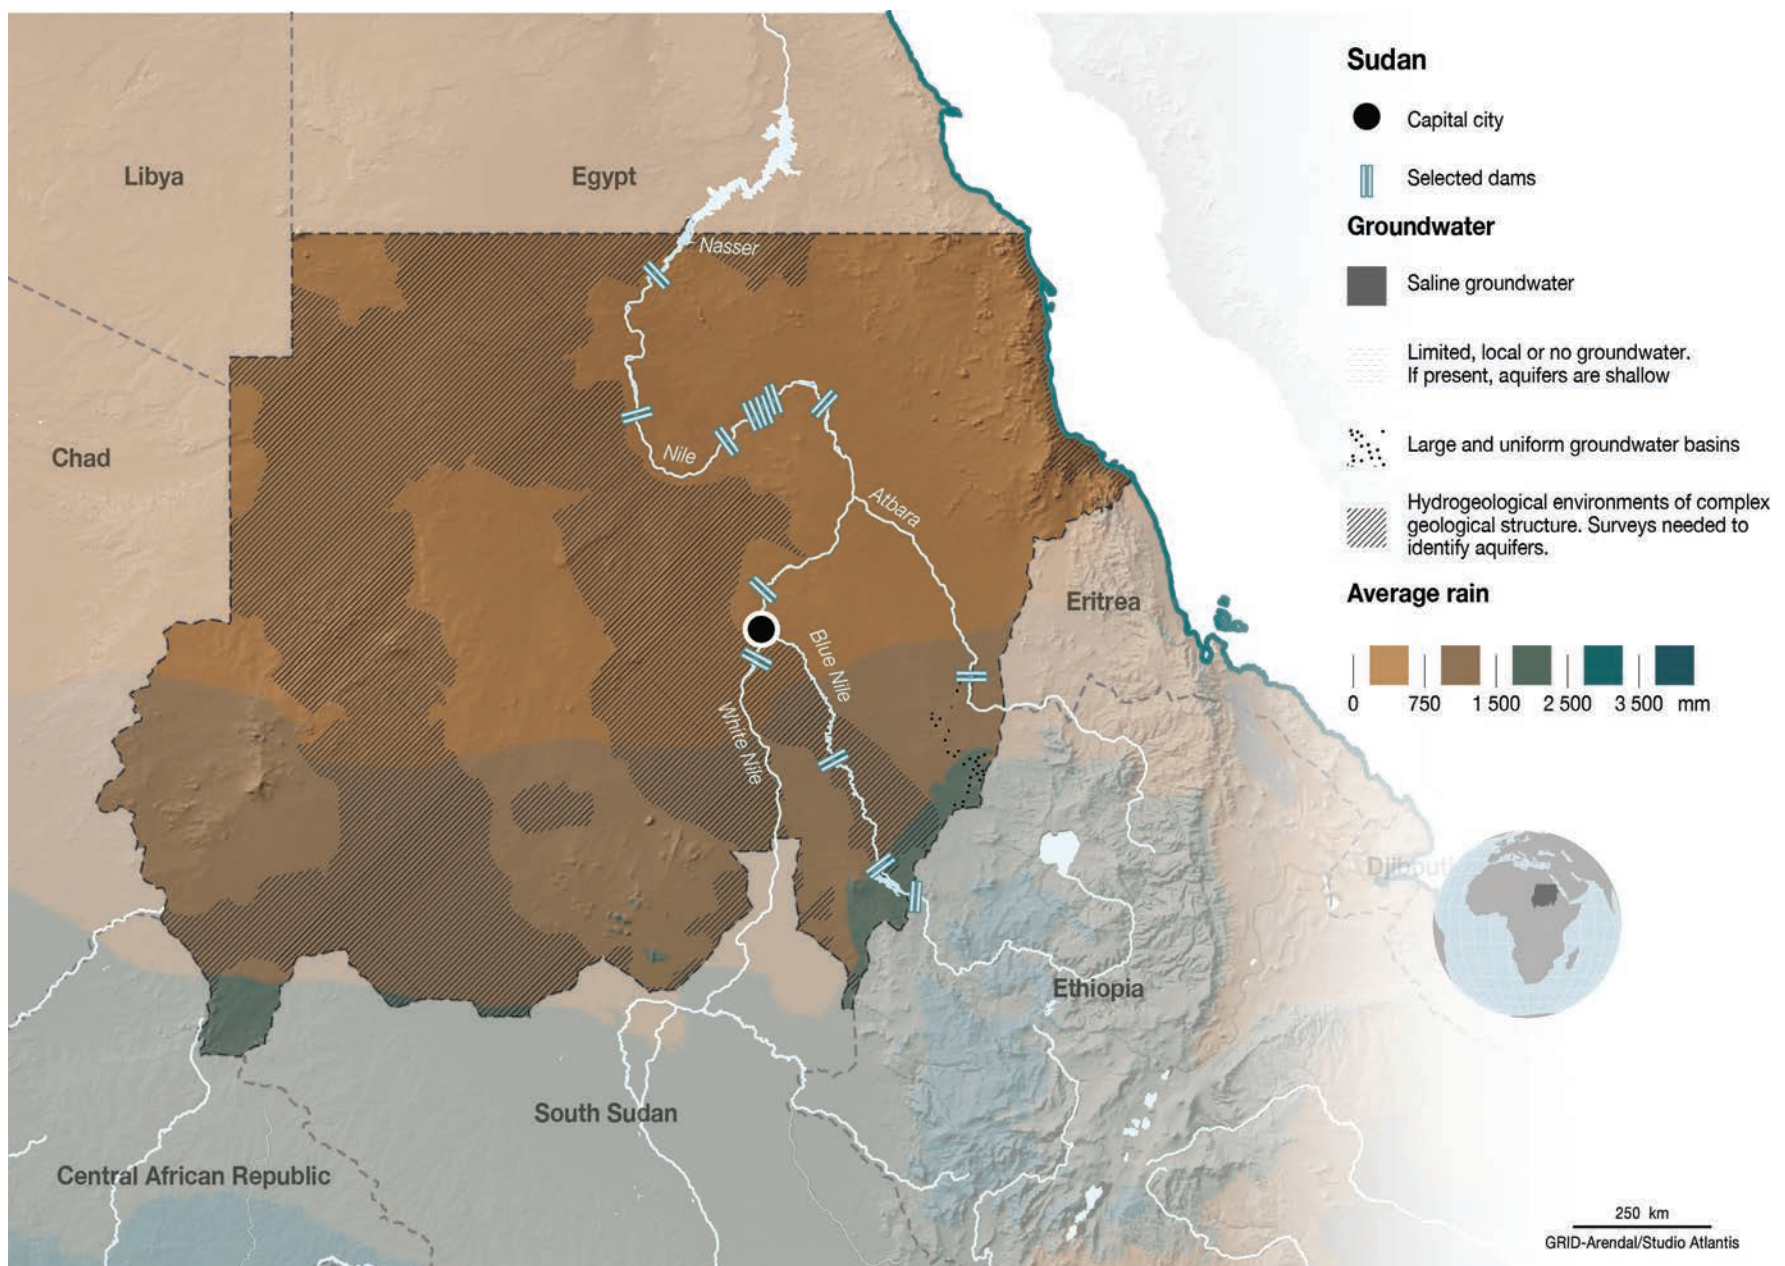 Libya
Egypt
Chad
Nasser
Nile
Atbara
Blue Nile
White Nile
Eritrea
Djibouti
Ethiopia
South Sudan
Central African Republic
Sudan
Capital city
Selected dams
Groundwater
Saline groundwater
Limited, local or no groundwater.
If present, aquifers are shallow
Large and uniform groundwater basins
Hydrogeological environments of complex
geological structure. Surveys needed to
identify aquifers.
Average rain
0 750 1 500 2 500 3 500 mm
250 km
GRID-Arendal/Studio Atlantis